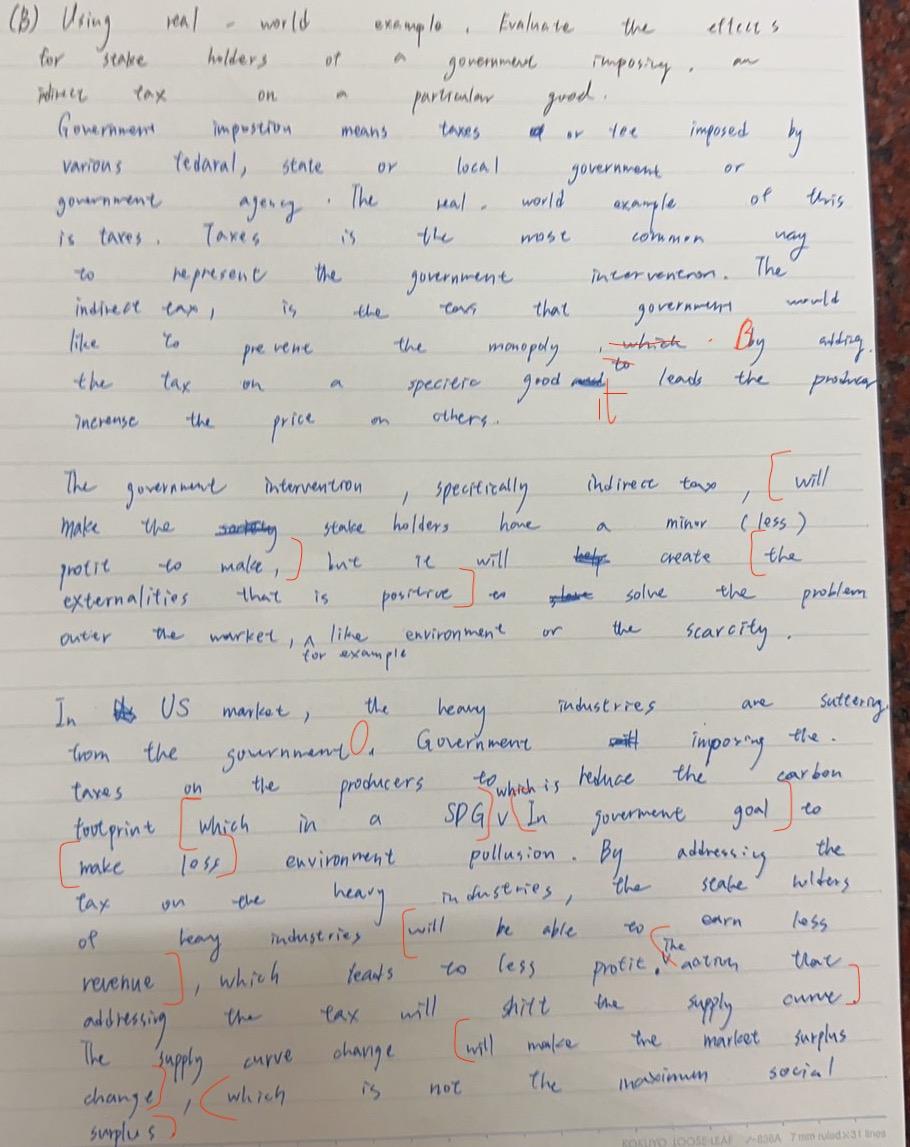 (B) Using real-world example. Evaluate the effects
for stake holders of a government imposing. an
indirect tax on a particular good.
Government impostion means taxes or fee imposed by
various fedaral, state or local government or
government agency. The real-world example of this
is taxes. Taxes is the most common way
to represent the government intervention. The
indirect tax, is the taxs that government would
like to prevent the monopoly, which. By adding.
the tax on a specific good and to it leads the producer
increase the price on others.
The government intervention, specifically indirect tax, [will
make the stake holders have a minor (less)
profit to make,] but it will help create [the
externalities that is positive] to solve the problem
outer the market, ^ like environment or the scarcity.
for example
In US market, the heavy industries are suffering
from the government. Government imposing the.
taxes on the producers to reduce the carbon
which is
footprint [which in a SDG] v [In goverment goal] to
[make loss] environment pullusion. By addressing the
tax on the heavy industries, the stake holders
of heavy industries [will be able to earn less
revenue], which leads to less profit. [The action that
addressing the tax will shift the supply curve]
The supply curve change [will make the market surplus
change], (which is not the maximum social
surplus)
KOKUYO LOOSE-LEAF ノ-836A 7 mm ruled×31 lines